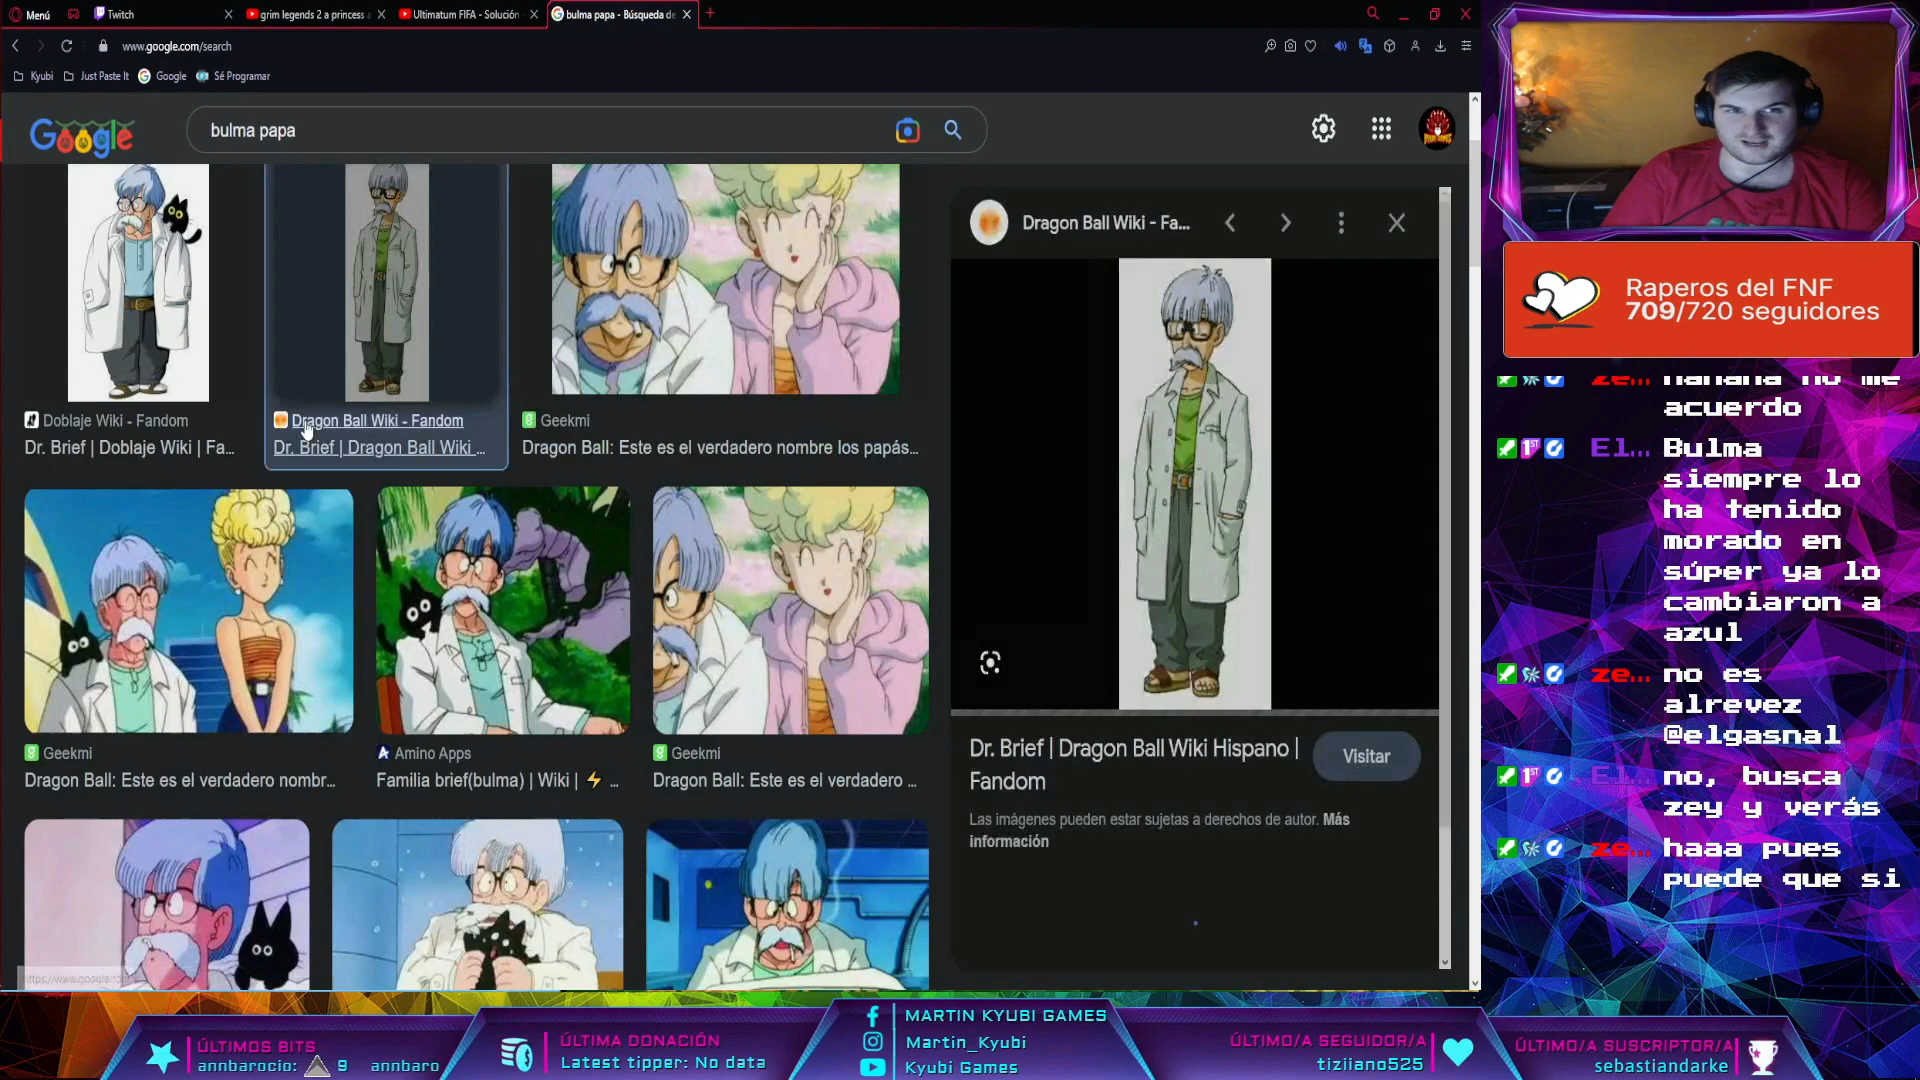 Menú
Twitch
grim legends 2 a princess a
Ultimatum FIFA - Solución
bulma papa - Búsqueda de
www.google.com/search
Kyubi
Just Paste It
Google
Sé Programar
Google
bulma papa
Doblaje Wiki - Fandom
Dr. Brief | Doblaje Wiki | Fa...
Dragon Ball Wiki - Fandom
Dr. Brief | Dragon Ball Wiki ...
Geekmi
Dragon Ball: Este es el verdadero nombre los papás...
Geekmi
Dragon Ball: Este es el verdadero nombr...
Amino Apps
Familia brief(bulma) | Wiki | ⚡ ...
Geekmi
Dragon Ball: Este es el verdadero ...
Dragon Ball Wiki - Fa...
Dr. Brief | Dragon Ball Wiki Hispano |
Fandom
Visitar
Las imágenes pueden estar sujetas a derechos de autor. Más
información
Raperos del FNF
709/720 seguidores
ze... hahaha no me
acuerdo
El... Bulma
siempre lo
ha tenido
morado en
súper ya lo
cambiaron a
azul
ze... no es
alrevez
@elgasnal
El... no, busca
zey y verás
ze... haaa pues
puede que si
ÚLTIMOS BITS
annbarocio: 9 annbaro
ÚLTIMA DONACIÓN
Latest tipper: No data
MARTIN KYUBI GAMES
Martin_Kyubi
Kyubi Games
ÚLTIMO/A SEGUIDOR/A
tiziiano525
ÚLTIMO/A SUSCRIPTOR/A
sebastiandarke